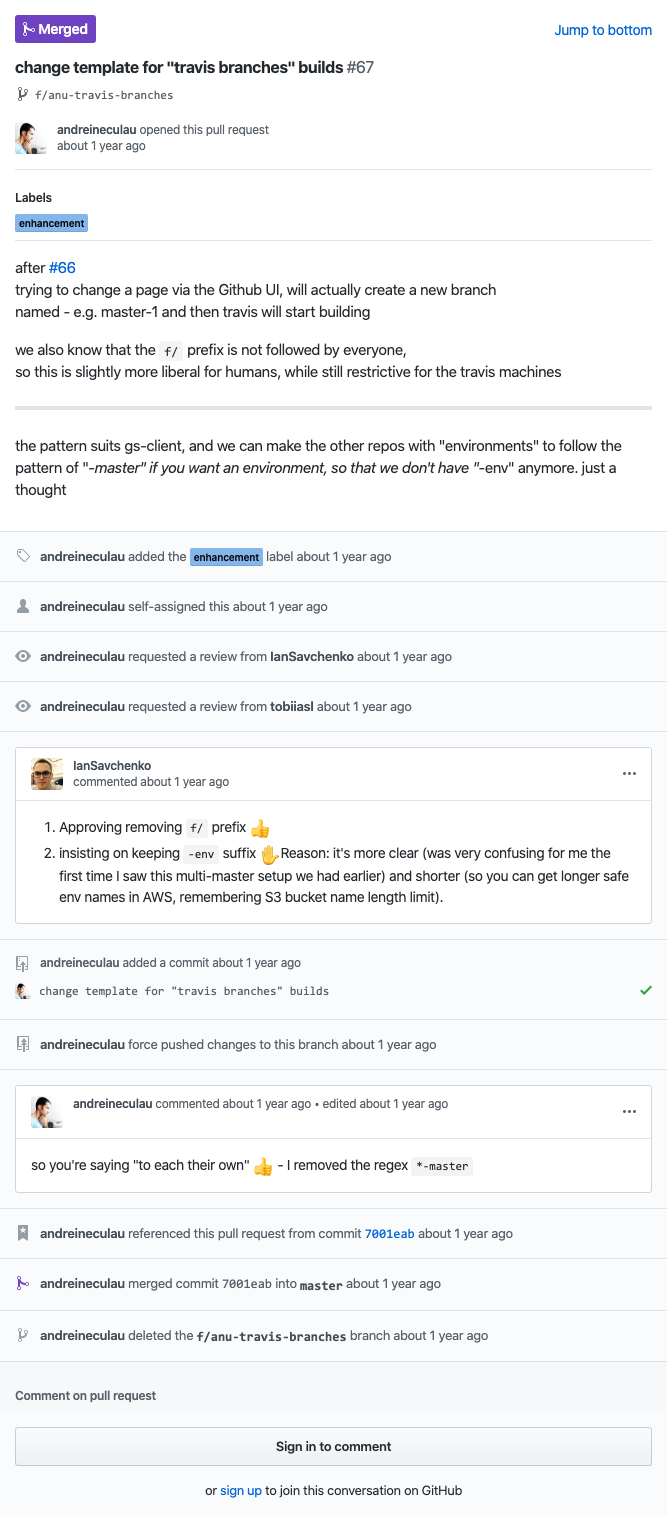 Merged
Jump to bottom
change template for "travis branches" builds #67
f/anu-travis-branches
andreineculau opened this pull request
about 1 year ago
Labels
enhancement
after #66
trying to change a page via the Github UI, will actually create a new branch
named - e.g. master-1 and then travis will start building
we also know that the f/ prefix is not followed by everyone,
so this is slightly more liberal for humans, while still restrictive for the travis machines
the pattern suits gs-client, and we can make the other repos with "environments" to follow the
pattern of "-master" if you want an environment, so that we don't have "-env" anymore. just a
thought
andreineculau added the enhancement label about 1 year ago
andreineculau self-assigned this about 1 year ago
andreineculau requested a review from IanSavchenko about 1 year ago
andreineculau requested a review from tobiiasl about 1 year ago
IanSavchenko
commented about 1 year ago
1. Approving removing f/ prefix 👍
2. insisting on keeping -env suffix ✋Reason: it's more clear (was very confusing for me the
first time I saw this multi-master setup we had earlier) and shorter (so you can get longer safe
env names in AWS, remembering S3 bucket name length limit).
andreineculau added a commit about 1 year ago
change template for "travis branches" builds
andreineculau force pushed changes to this branch about 1 year ago
andreineculau commented about 1 year ago • edited about 1 year ago
so you're saying "to each their own" 👍 - I removed the regex *-master
andreineculau referenced this pull request from commit 7001eab about 1 year ago
andreineculau merged commit 7001eab into master about 1 year ago
andreineculau deleted the f/anu-travis-branches branch about 1 year ago
Comment on pull request
Sign in to comment
or sign up to join this conversation on GitHub